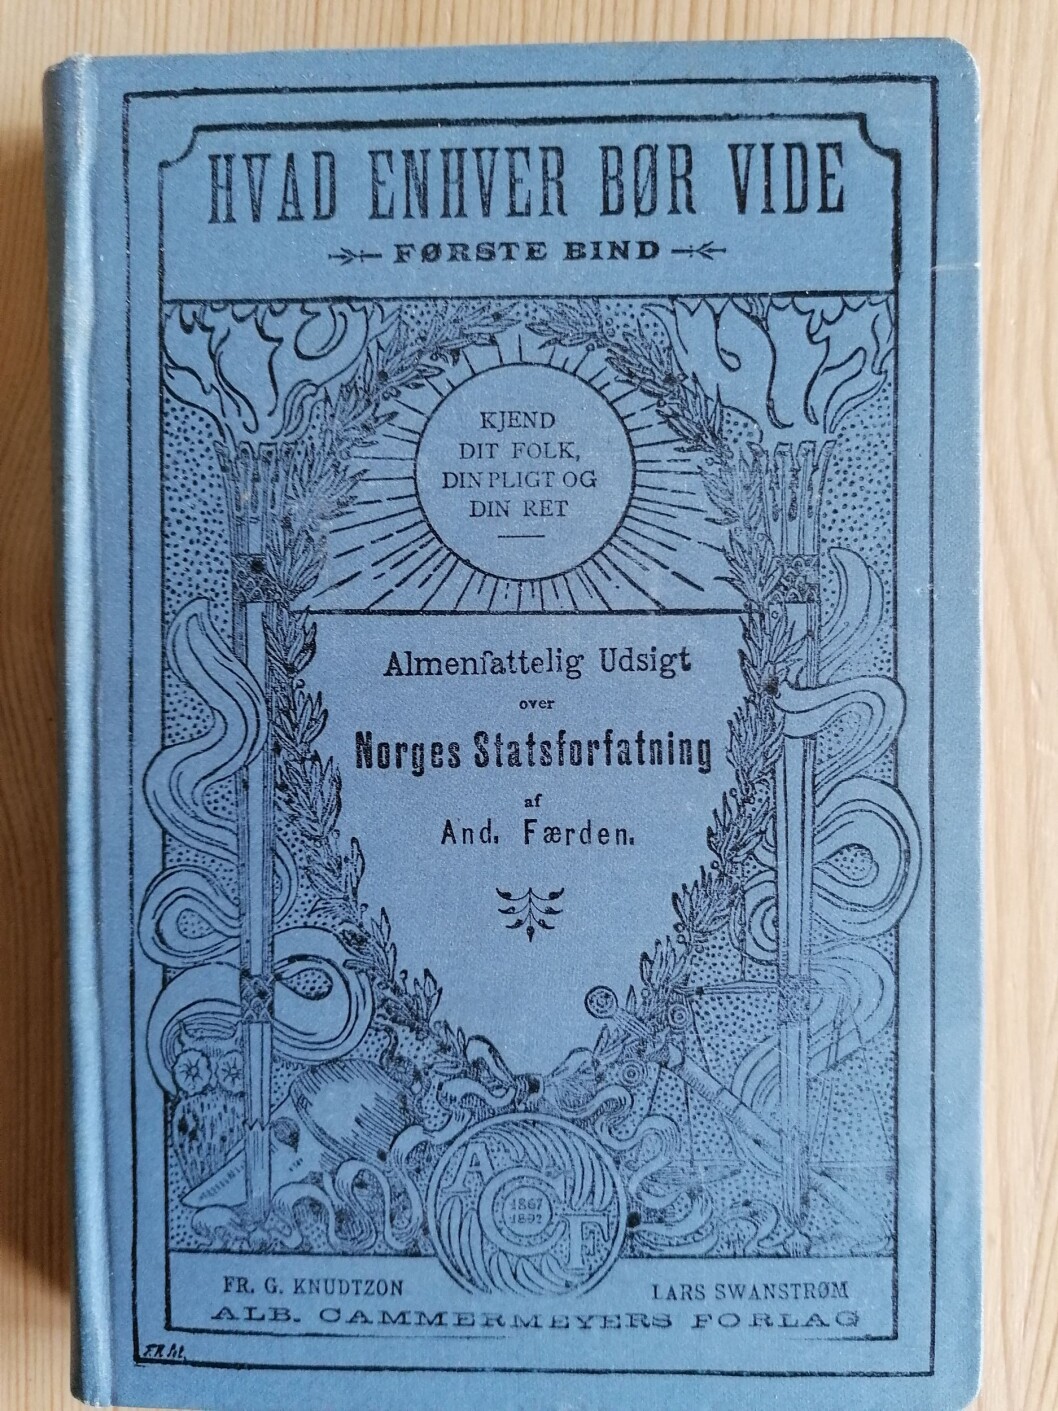 HVAD ENHVER BØR VIDE
FØRSTE BIND
KJEND
DIT FOLK,
DIN PLIGT OG
DIN RET
Almenfattelig Udsigt
over
Norges Statsforfatning
af
And. Færden.
A C F
1867
1892
FR. G. KNUDTZON
LARS SWANSTRØM
ALB. CAMMERMEYERS FORLAG